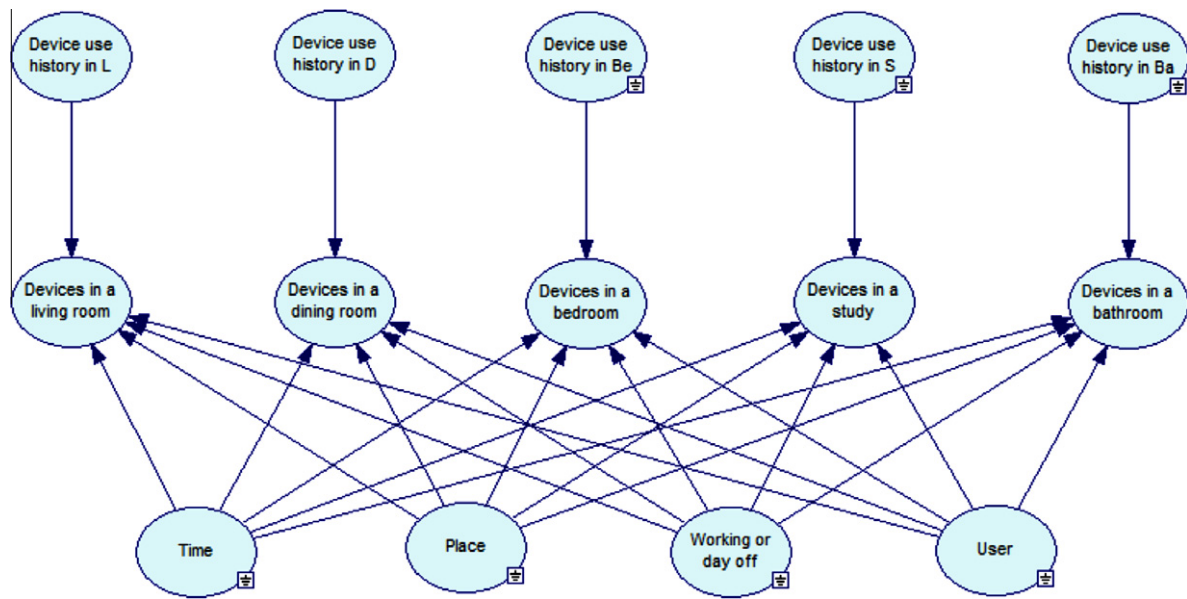 Device use
history in L
Device use
history in D
Device use
history in Be
Device use
history in S
Device use
history in Ba
Devices in a
living room
Devices in a
dining room
Devices in a
bedroom
Devices in a
study
Devices in a
bathroom
Time
Place
Working or
day off
User